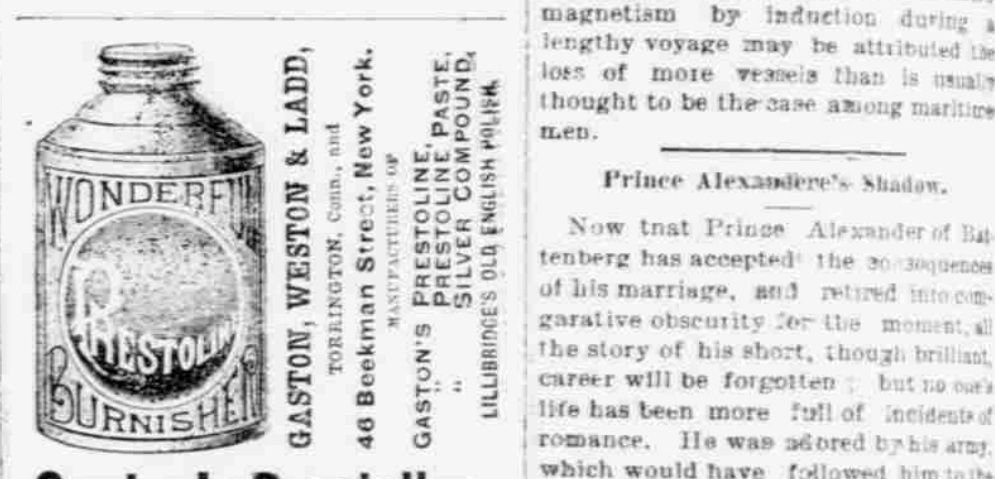 WONDERFUL
PRESTOLINE
BURNISHER
GASTON, WESTON & LADD,
TORRINGTON, Conn., and
46 Beekman Street, New York.
MANUFACTURERS OF
GASTON'S PRESTOLINE,
" PRESTOLINE PASTE,
" SILVER COMPOUND,
LILLIBRIDGE'S OLD ENGLISH POLISH.
magnetism by induction during a
lengthy voyage may be attributed the
loss of more vessels than is usually
thought to be the case among maritime
men.
Prince Alexandere's Shadow.
Now tnat Prince Alexander of Bat-
tenberg has accepted the consequences
of his marriage, and retired into com-
garative obscurity for the moment, all
the story of his short, though brilliant,
career will be forgotten ; but no one's
life has been more full of incidents of
romance. He was adored by his army,
which would have followed him to the